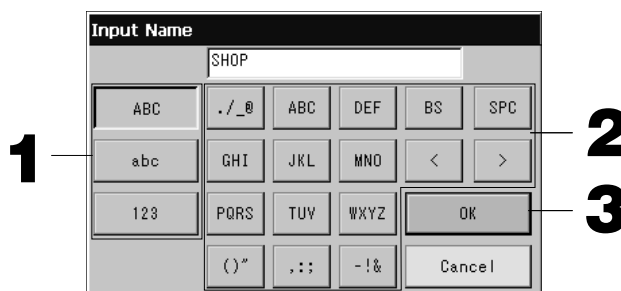 Input Name
SHOP
ABC ./_@ ABC DEF BS SPC
1 abc GHI JKL MNO < > 2
123 PQRS TUV WXYZ OK 3
()" ,:; -!& Cancel